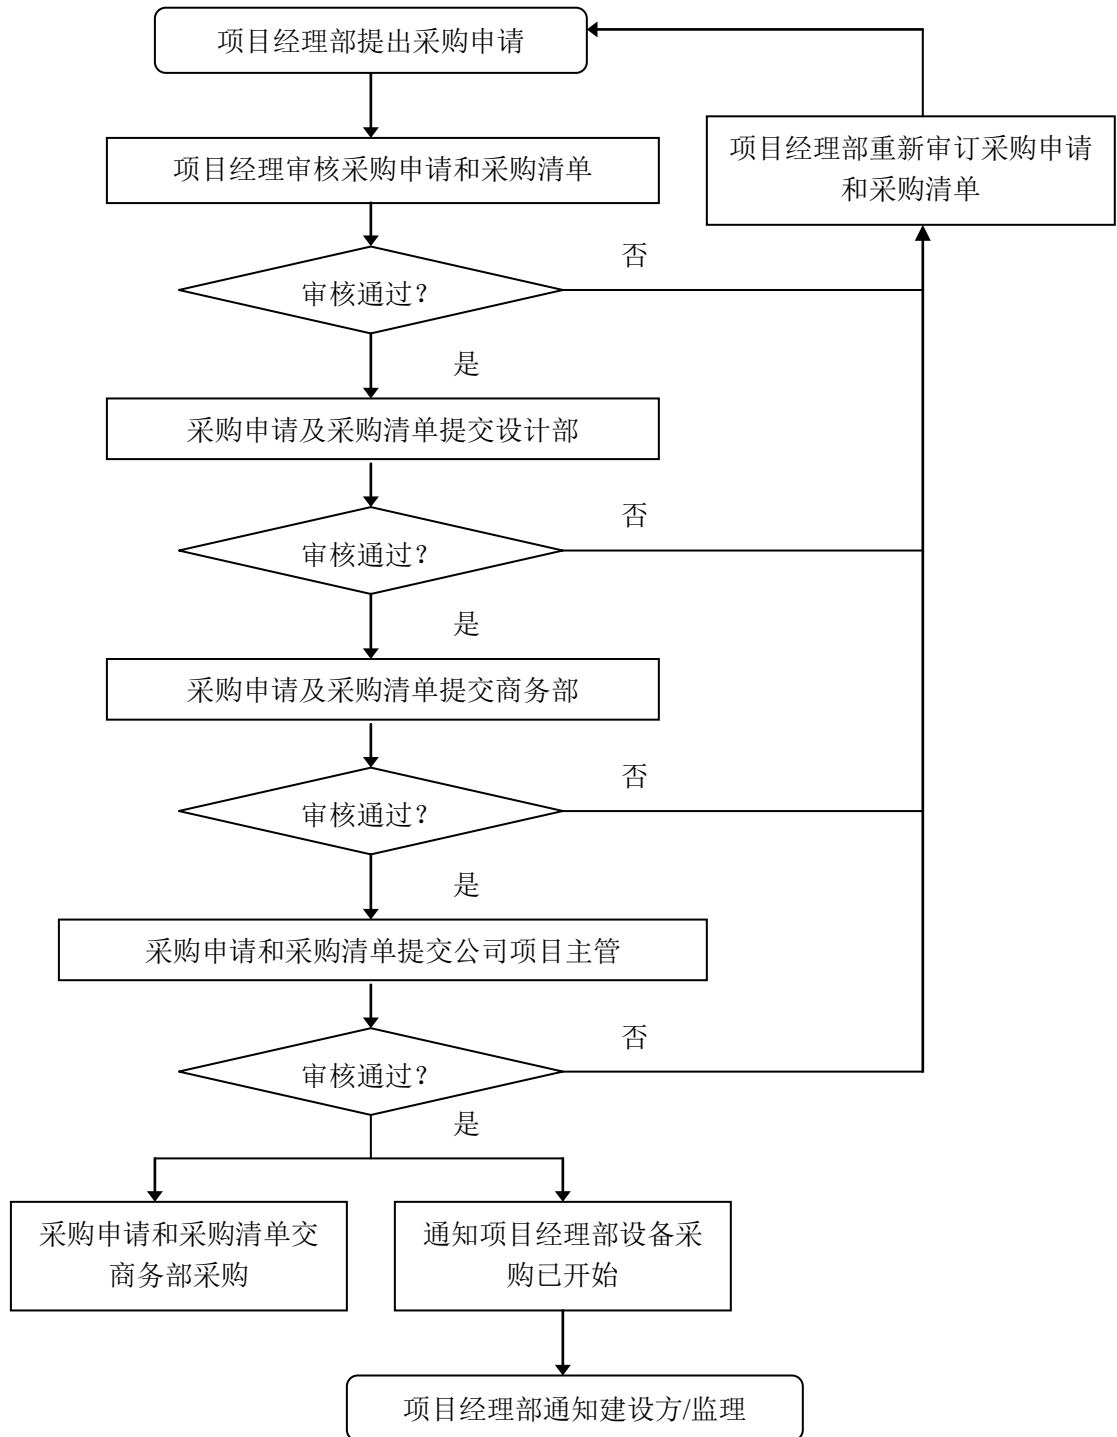 项目经理部提出采购申请
项目经理审核采购申请和采购清单
项目经理部重新审订采购申请
和采购清单
审核通过？
否
是
采购申请及采购清单提交设计部
审核通过？
否
是
采购申请及采购清单提交商务部
审核通过？
否
是
采购申请和采购清单提交公司项目主管
审核通过？
否
是
采购申请和采购清单交
商务部采购
通知项目经理部设备采
购已开始
项目经理部通知建设方/监理